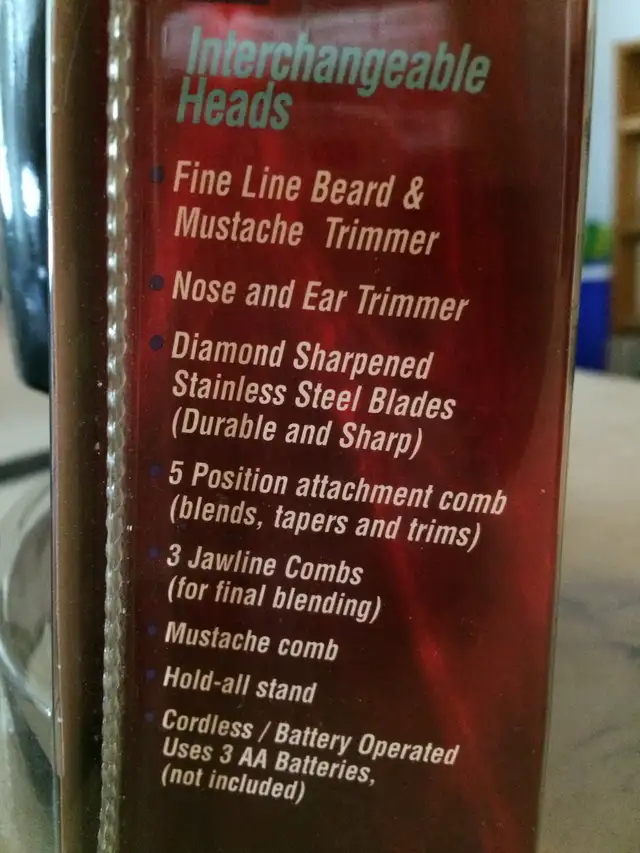 Interchangeable
Heads
• Fine Line Beard &
Mustache Trimmer
• Nose and Ear Trimmer
• Diamond Sharpened
Stainless Steel Blades
(Durable and Sharp)
• 5 Position attachment comb
(blends, tapers and trims)
• 3 Jawline Combs
(for final blending)
• Mustache comb
• Hold-all stand
• Cordless / Battery Operated
Uses 3 AA Batteries,
(not included)